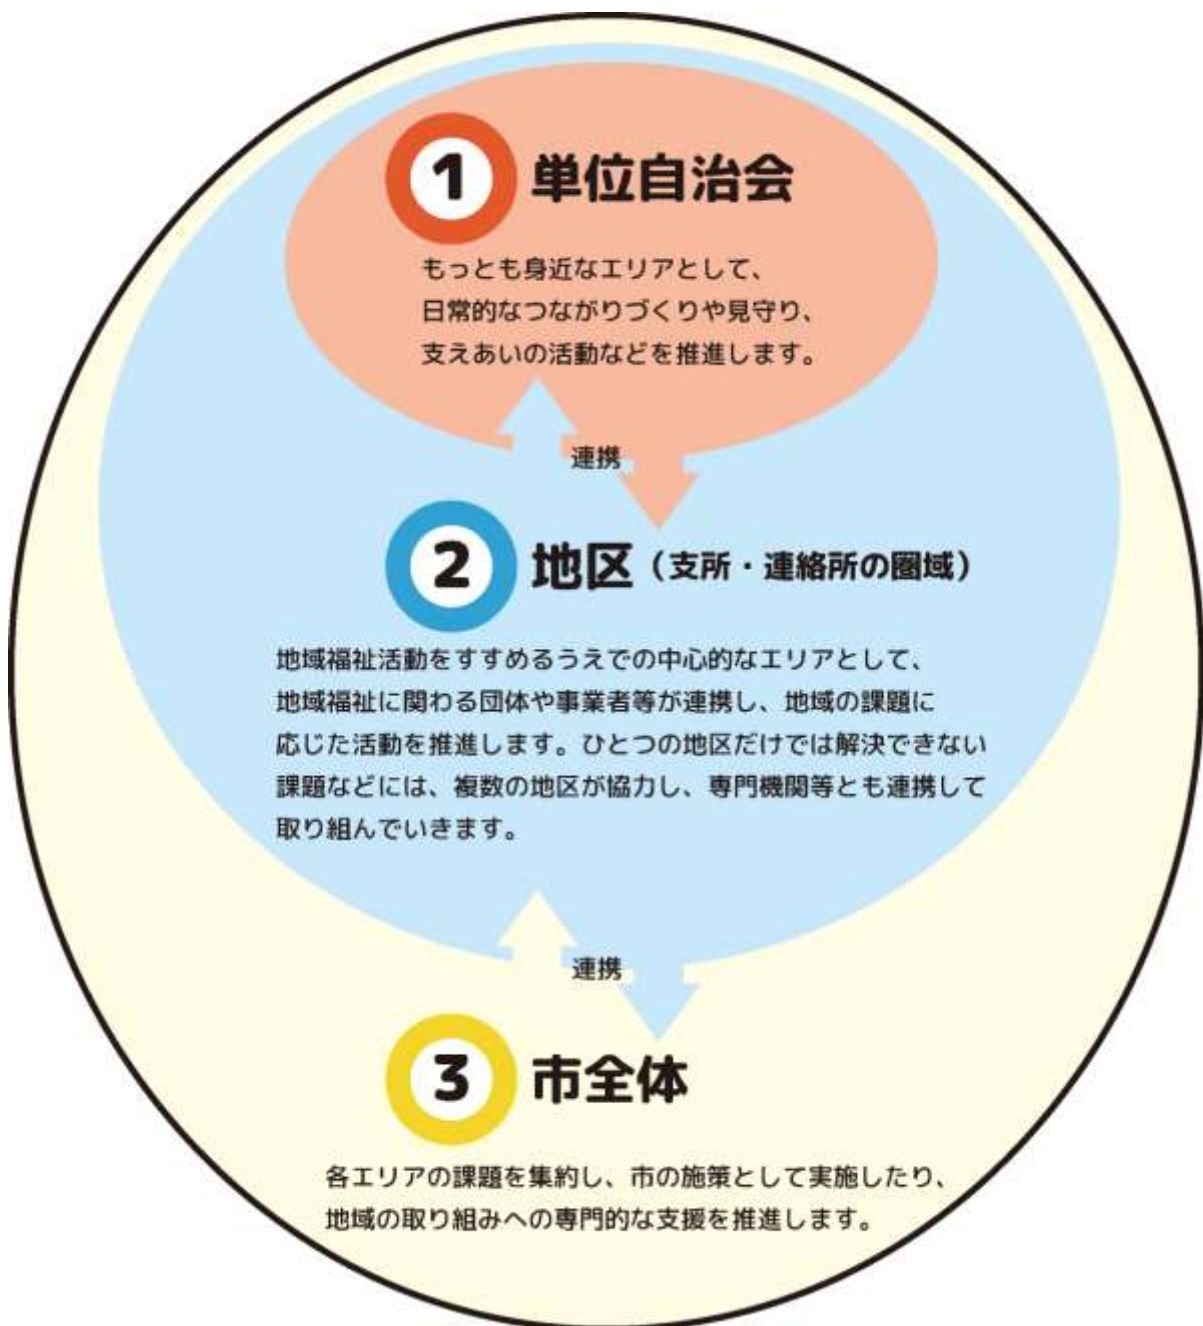 1 単位自治会
もっとも身近なエリアとして、
日常的なつながりづくりや見守り、
支えあいの活動などを推進します。
連携
2 地区（支所・連絡所の圏域）
地域福祉活動をすすめるうえでの中心的なエリアとして、
地域福祉に関わる団体や事業者等が連携し、地域の課題に
応じた活動を推進します。ひとつの地区だけでは解決できない
課題などには、複数の地区が協力し、専門機関等とも連携して
取り組んでいきます。
連携
3 市全体
各エリアの課題を集約し、市の施策として実施したり、
地域の取り組みへの専門的な支援を推進します。